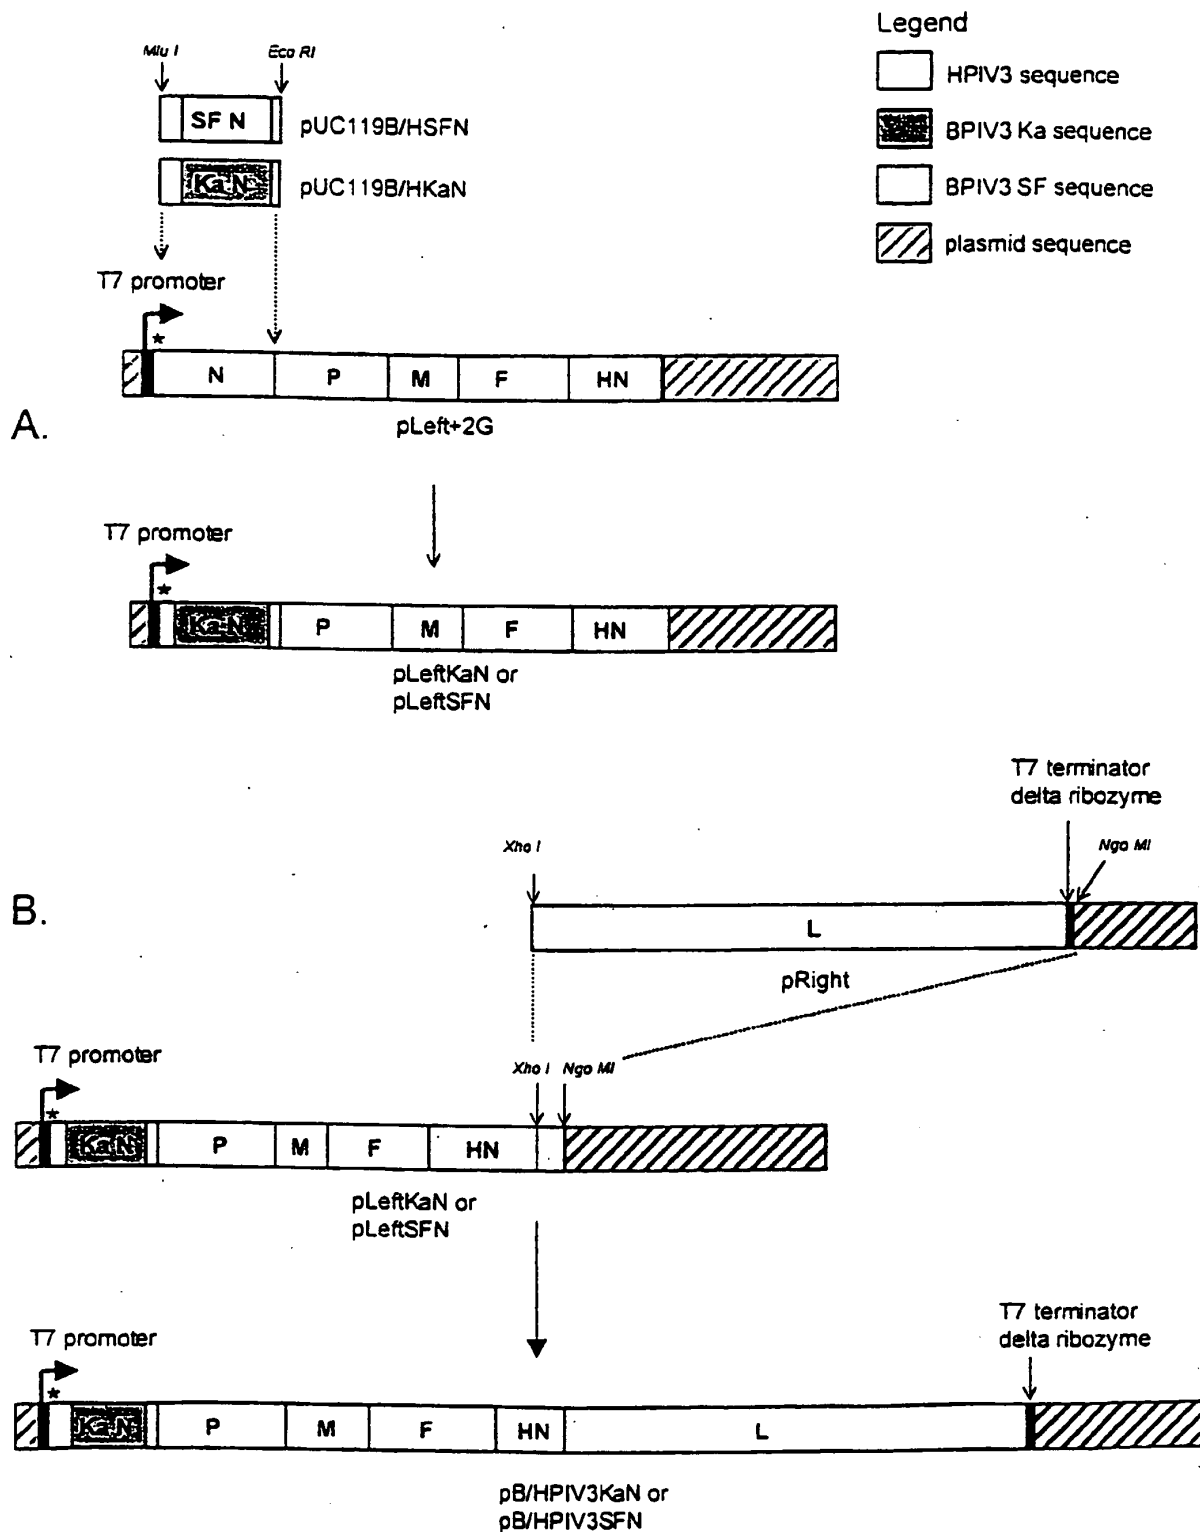 Legend
HPIV3 sequence
BPIV3 Ka sequence
BPIV3 SF sequence
plasmid sequence
Mlu I
Eco RI
SF N
pUC119B/HSFN
Ka N
pUC119B/HKaN
T7 promoter
*
N P M F HN
pLeft+2G
A.
T7 promoter
*
Ka N P M F HN
pLeftKaN or
pLeftSFN
T7 terminator
delta ribozyme
Xho I
Ngo MI
B.
L
pRight
T7 promoter
Xho I Ngo MI
*
Ka N P M F HN
pLeftKaN or
pLeftSFN
T7 terminator
delta ribozyme
T7 promoter
*
Ka N P M F HN L
pB/HPIV3KaN or
pB/HPIV3SFN